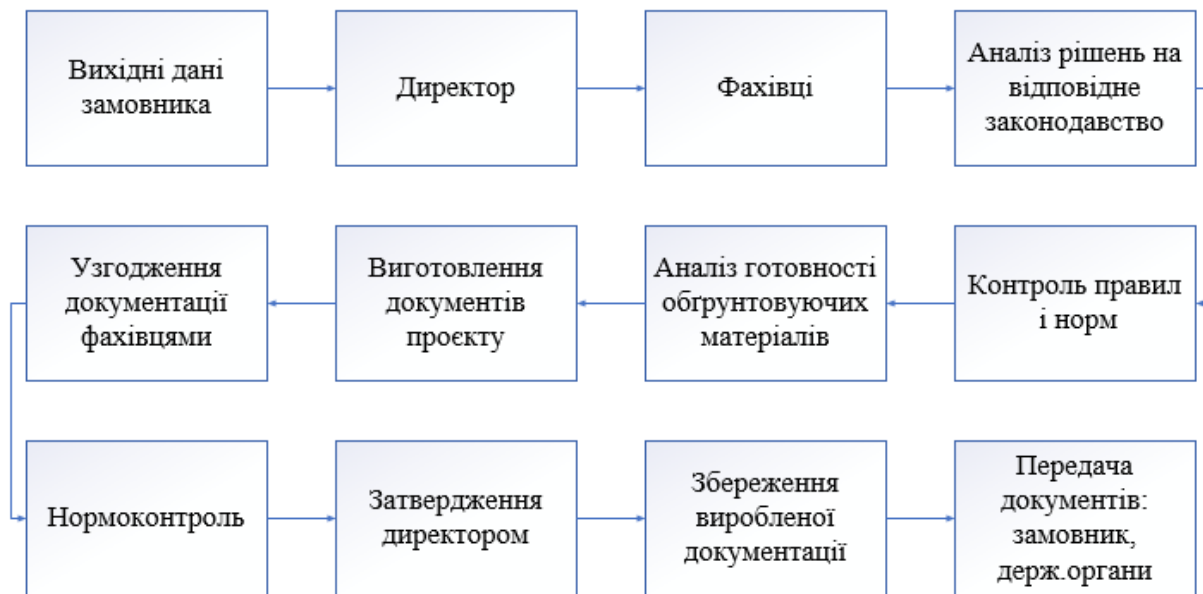 Вихідні дані
замовника
Директор
Фахівці
Аналіз рішень на
відповідне
законодавство
Узгодження
документації
фахівцями
Виготовлення
документів
проєкту
Аналіз готовності
обґрунтовуючих
матеріалів
Контроль правил
і норм
Нормоконтроль
Затвердження
директором
Збереження
виробленої
документації
Передача
документів:
замовник,
держ.органи